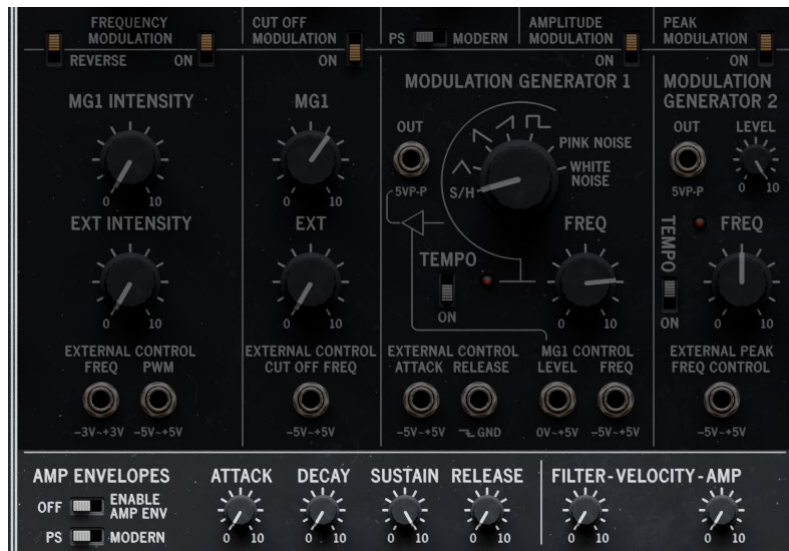 FREQUENCY
MODULATION
REVERSE
ON
CUT OFF
MODULATION
ON
PS
MODERN
AMPLITUDE
MODULATION
ON
PEAK
MODULATION
ON
MG1 INTENSITY
0 10
EXT INTENSITY
0 10
EXTERNAL CONTROL
FREQ PWM
-3V~+3V -5V~+5V
MG1
0 10
EXT
0 10
EXTERNAL CONTROL
CUT OFF FREQ
-5V~+5V
MODULATION GENERATOR 1
OUT
5VP-P
PINK NOISE
WHITE
NOISE
S/H
TEMPO
ON
FREQ
0 10
EXTERNAL CONTROL
ATTACK RELEASE
-5V~+5V GND
MG1 CONTROL
LEVEL FREQ
0V~+5V -5V~+5V
MODULATION
GENERATOR 2
OUT
5VP-P
LEVEL
0 10
TEMPO
ON
FREQ
0 10
EXTERNAL PEAK
FREQ CONTROL
-5V~+5V
AMP ENVELOPES
OFF
ENABLE
AMP ENV
PS
MODERN
ATTACK
0 10
DECAY
0 10
SUSTAIN
0 10
RELEASE
0 10
FILTER-VELOCITY-AMP
0 10
0 10